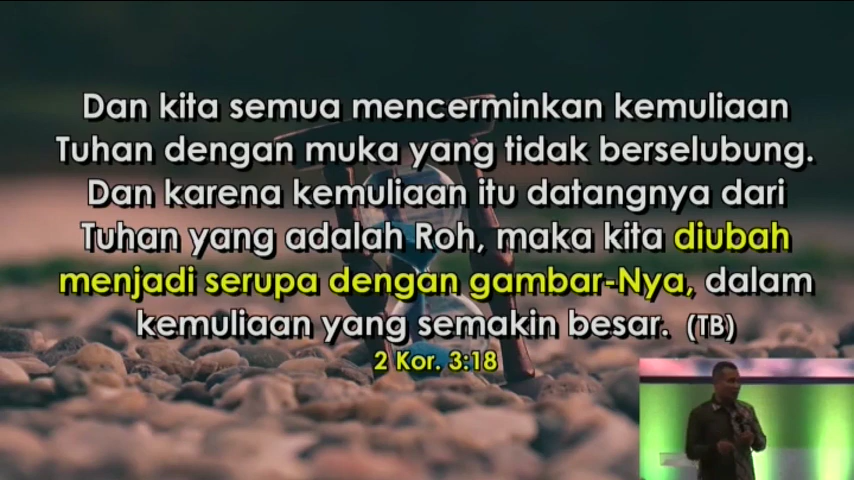 Dan kita semua mencerminkan kemuliaan
Tuhan dengan muka yang tidak berselubung.
Dan karena kemuliaan itu datangnya dari
Tuhan yang adalah Roh, maka kita diubah
menjadi serupa dengan gambar-Nya, dalam
kemuliaan yang semakin besar. (TB)
2 Kor. 3:18